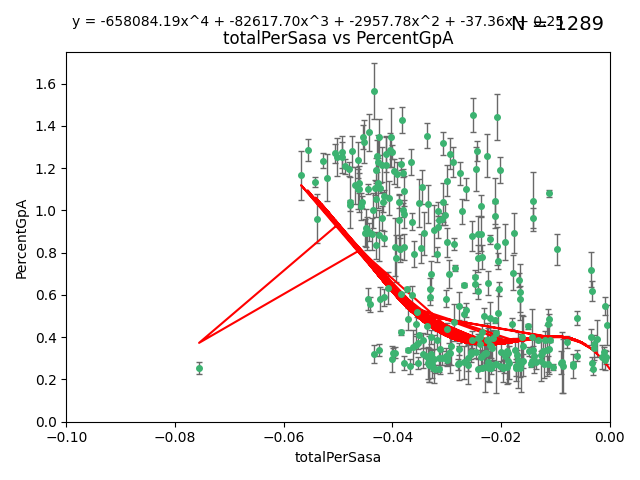 y = -658084.19x^4 + -82617.70x^3 + -2957.78x^2 + -37.36x + 0.25
N = 1289
totalPerSasa vs PercentGpA
PercentGpA
1.6
1.4
1.2
1.0
0.8
0.6
0.4
0.2
0.0
−0.10 −0.08 −0.06 −0.04 −0.02 0.00
totalPerSasa